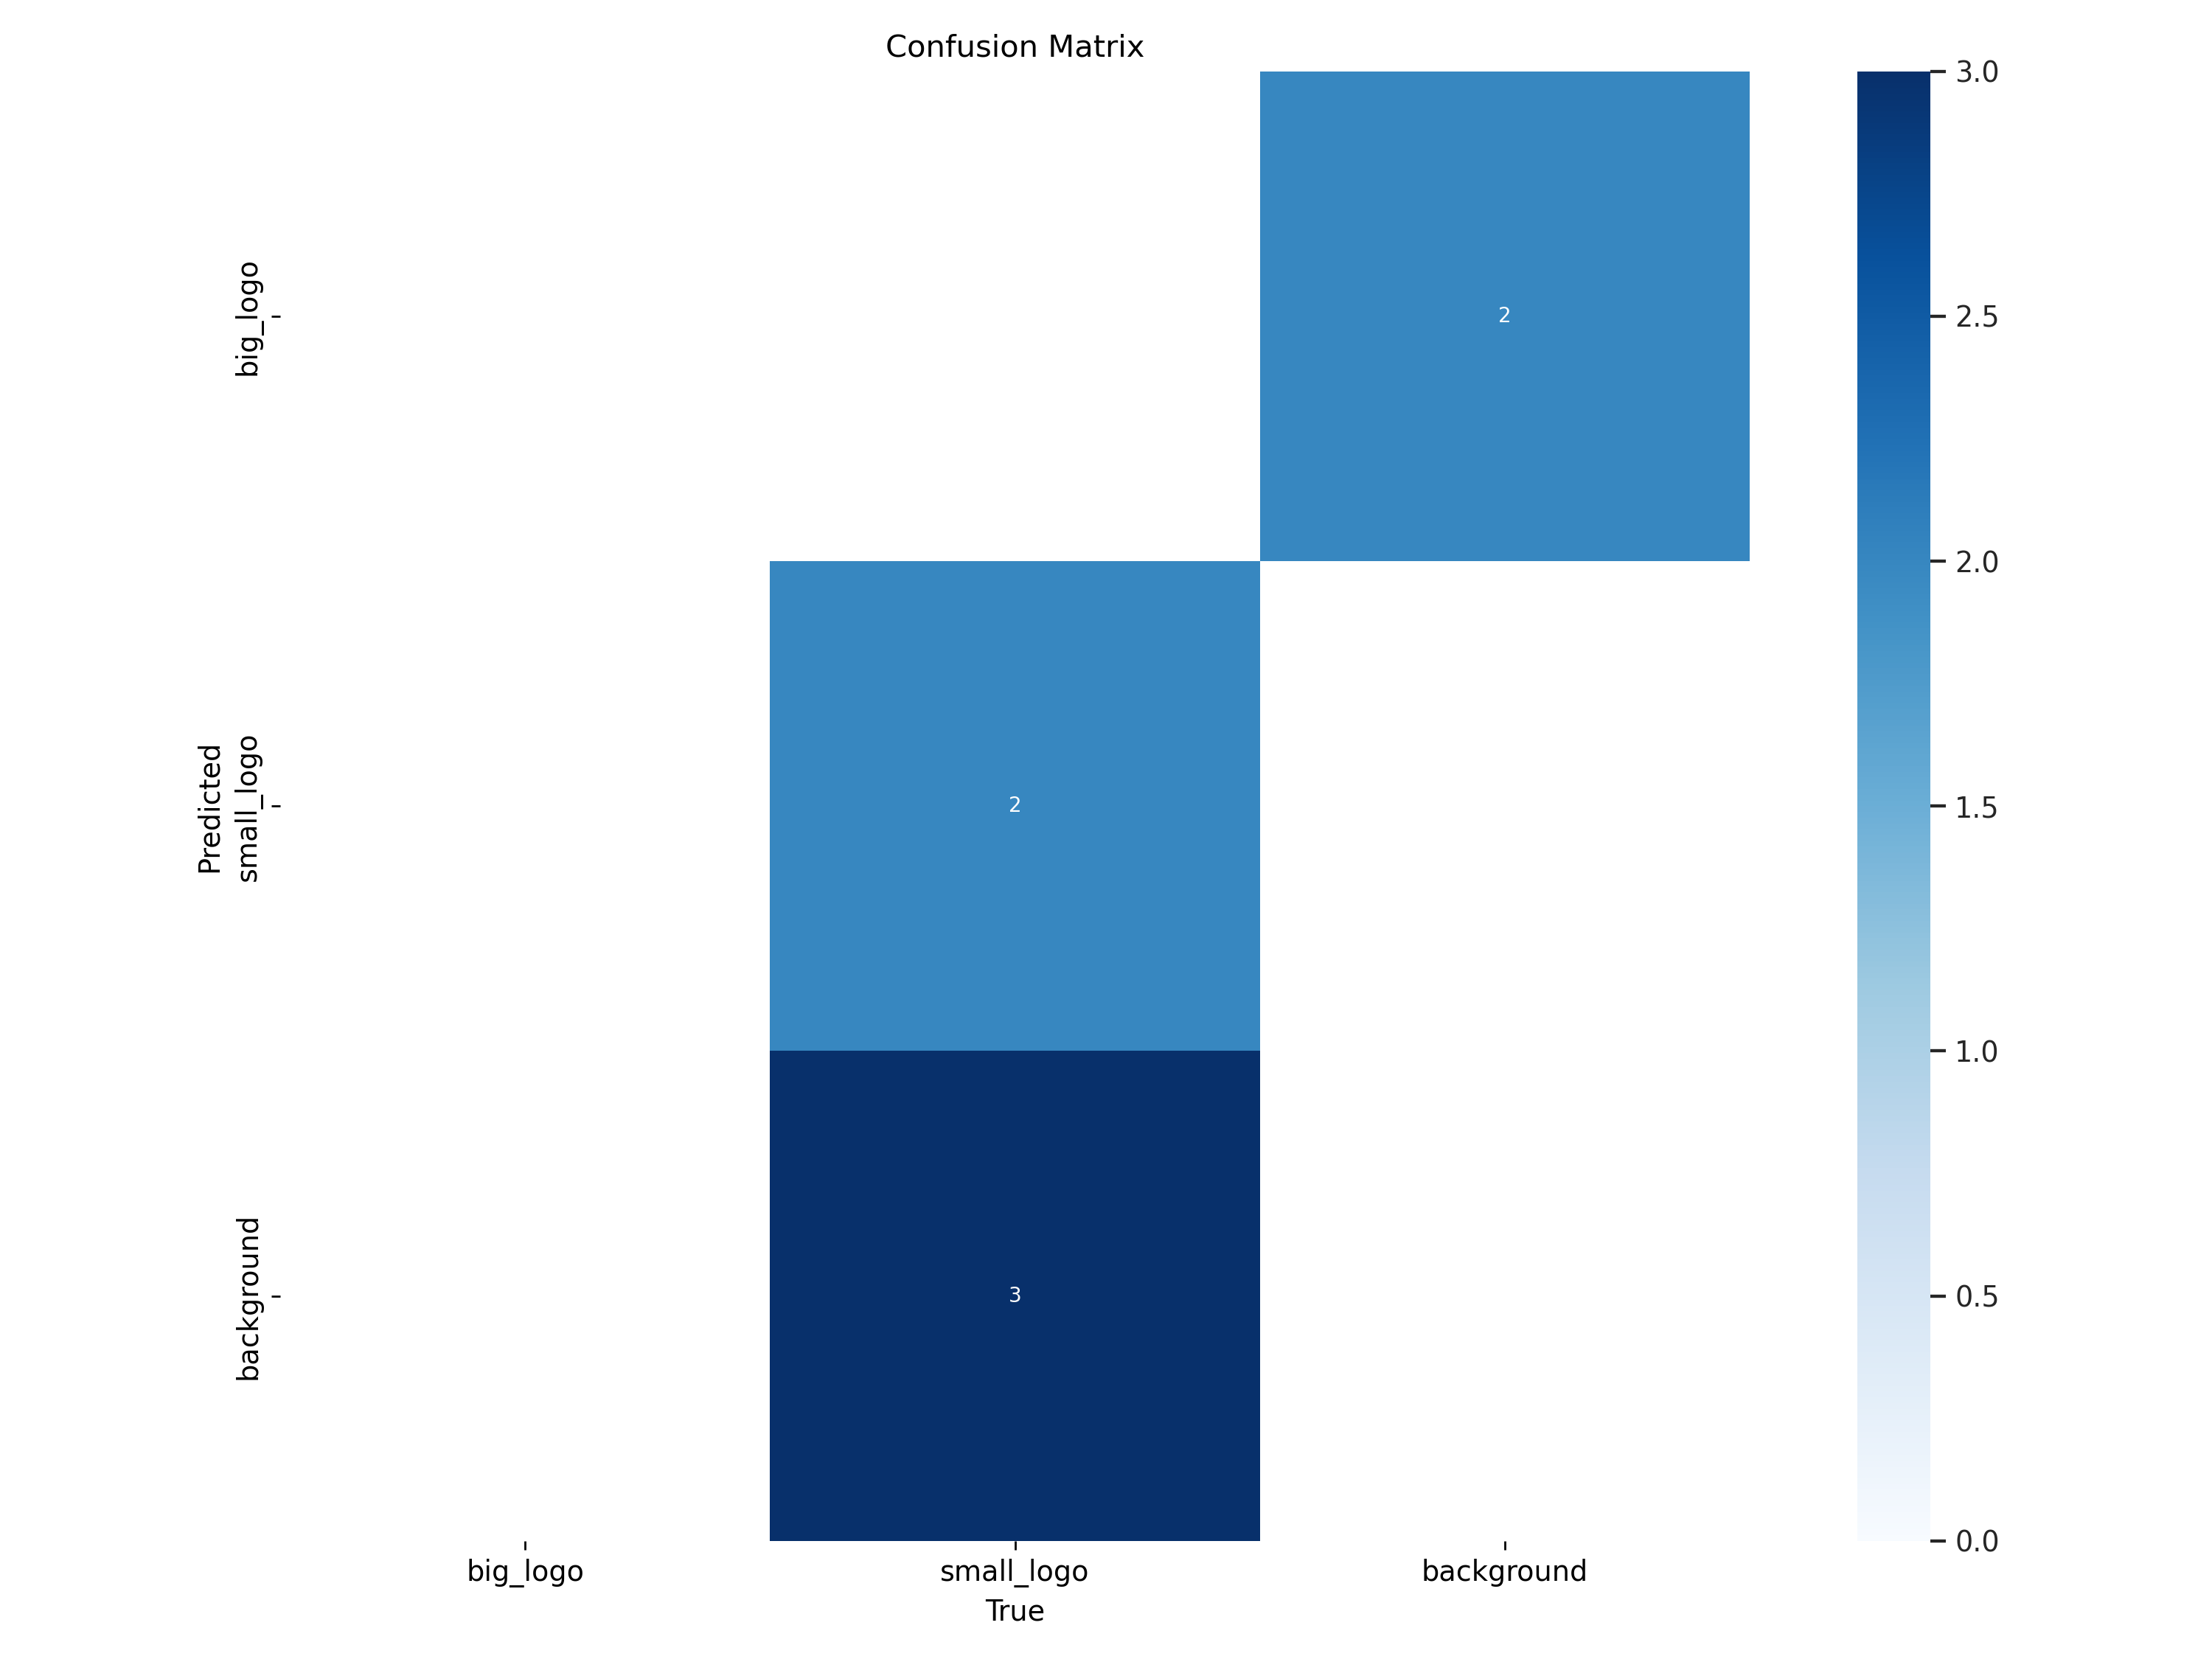 Confusion Matrix
big_logo
2
Predicted
small_logo
2
background
3
big_logo
small_logo
background
True
3.0
2.5
2.0
1.5
1.0
0.5
0.0